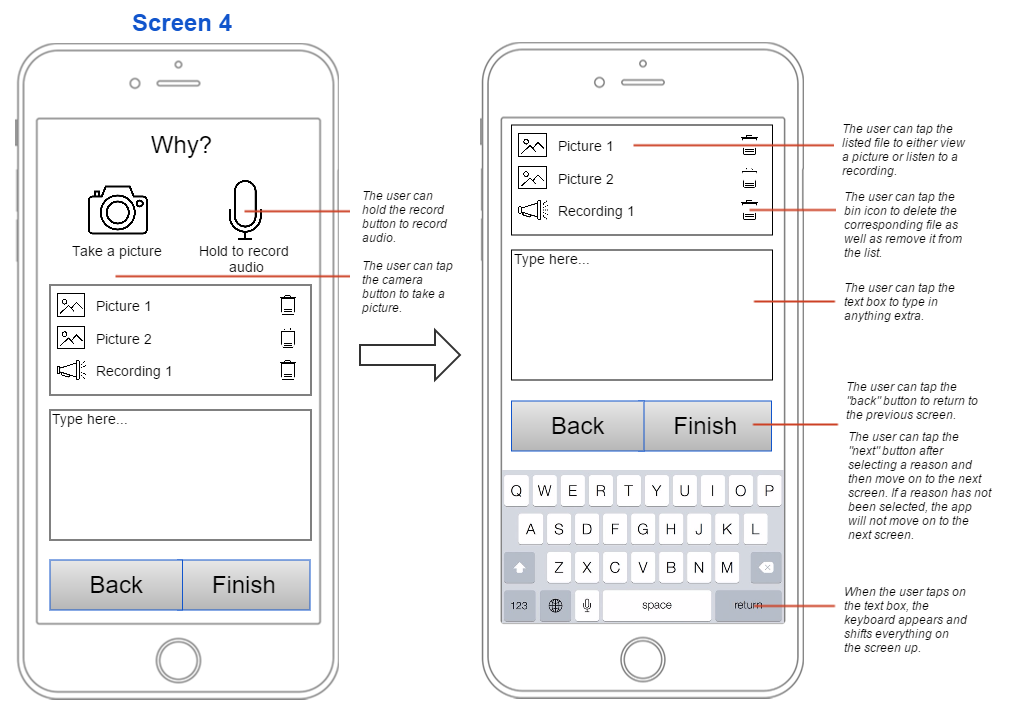 Screen 4
Why?
Take a picture
Hold to record
audio
Picture 1
Picture 2
Recording 1
Type here...
Back
Finish
The user can
hold the record
button to record
audio.
The user can tap
the camera
button to take a
picture.
Picture 1
Picture 2
Recording 1
Type here...
Back
Finish
Q W E R T Y U I O P
A S D F G H J K L
Z X C V B N M
123 space return
The user can tap the
listed file to either view
a picture or listen to a
recording.
The user can tap the
bin icon to delete the
corresponding file as
well as remove it from
the list.
The user can tap the
text box to type in
anything extra.
The user can tap the
"back" button to return to
the previous screen.
The user can tap the
"next" button after
selecting a reason and
then move on to the next
screen. If a reason has not
been selected, the app
will not move on to the
next screen.
When the user taps on
the text box, the
keyboard appears and
shifts everything on
the screen up.